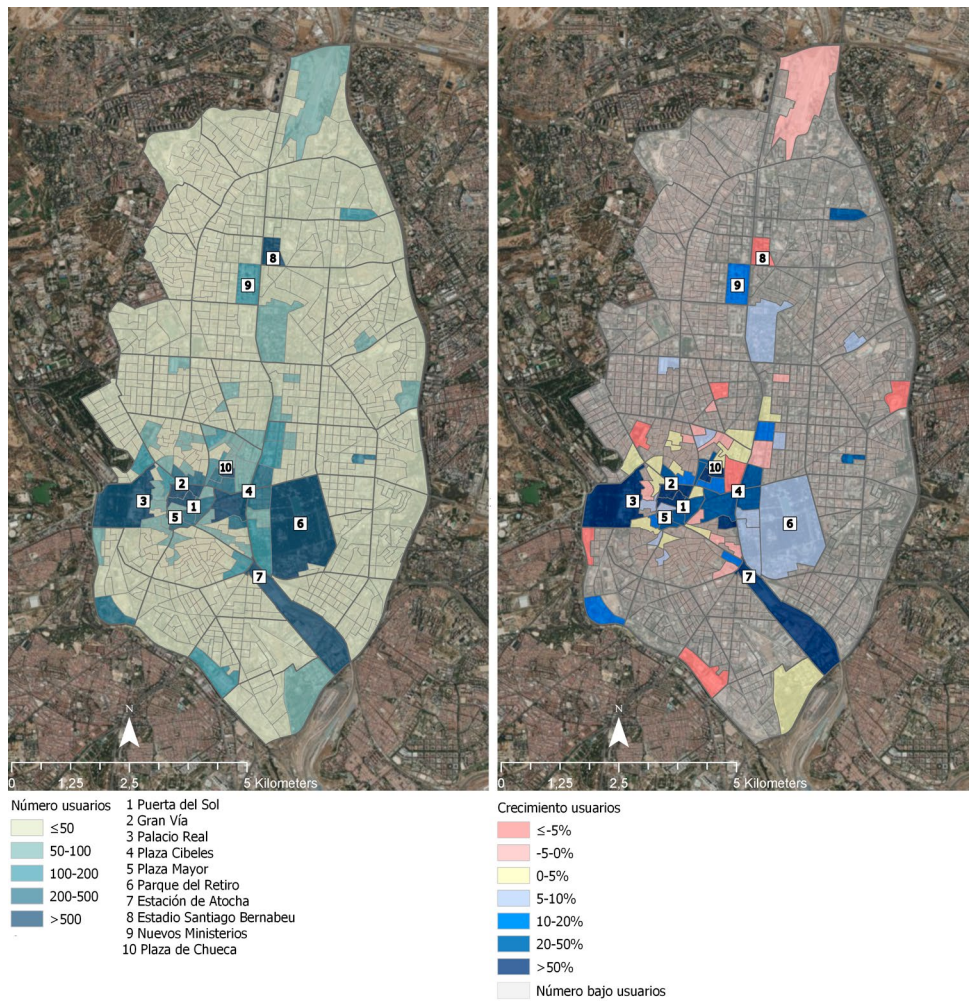 8
9
10
2
3
4
1
5
6
7
N
0 1,25 2,5 5 Kilometers
8
9
10
2
3
4
1
5
6
7
N
0 1,25 2,5 5 Kilometers
Número usuarios
≤50
50-100
100-200
200-500
>500
1 Puerta del Sol
2 Gran Vía
3 Palacio Real
4 Plaza Cibeles
5 Plaza Mayor
6 Parque del Retiro
7 Estación de Atocha
8 Estadio Santiago Bernabeu
9 Nuevos Ministerios
10 Plaza de Chueca
Crecimiento usuarios
≤-5%
-5-0%
0-5%
5-10%
10-20%
20-50%
>50%
Número bajo usuarios